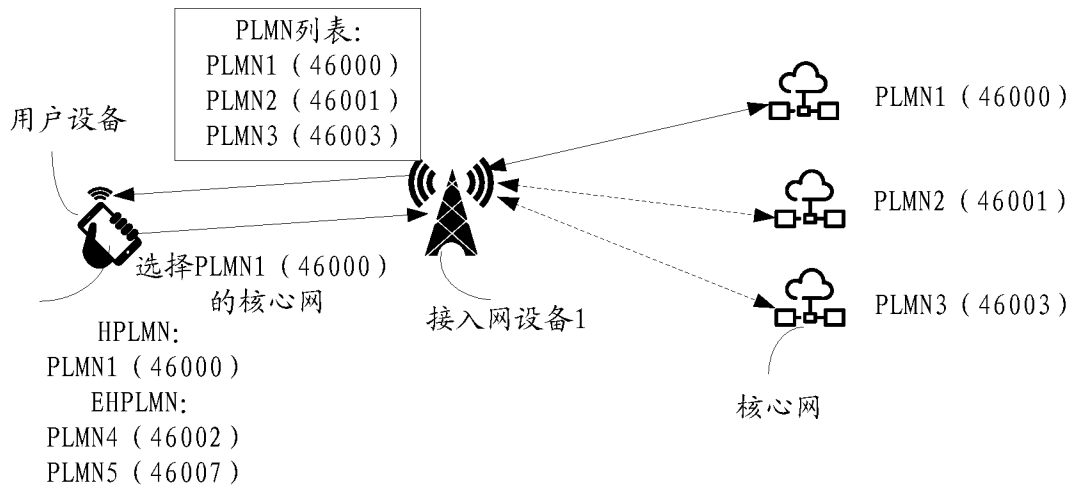 PLMN列表:
PLMN1（46000）
PLMN2（46001）
PLMN3（46003）
用户设备
PLMN1（46000）
PLMN2（46001）
PLMN3（46003）
选择PLMN1（46000）
的核心网
接入网设备1
核心网
HPLMN:
PLMN1（46000）
EHPLMN:
PLMN4（46002）
PLMN5（46007）